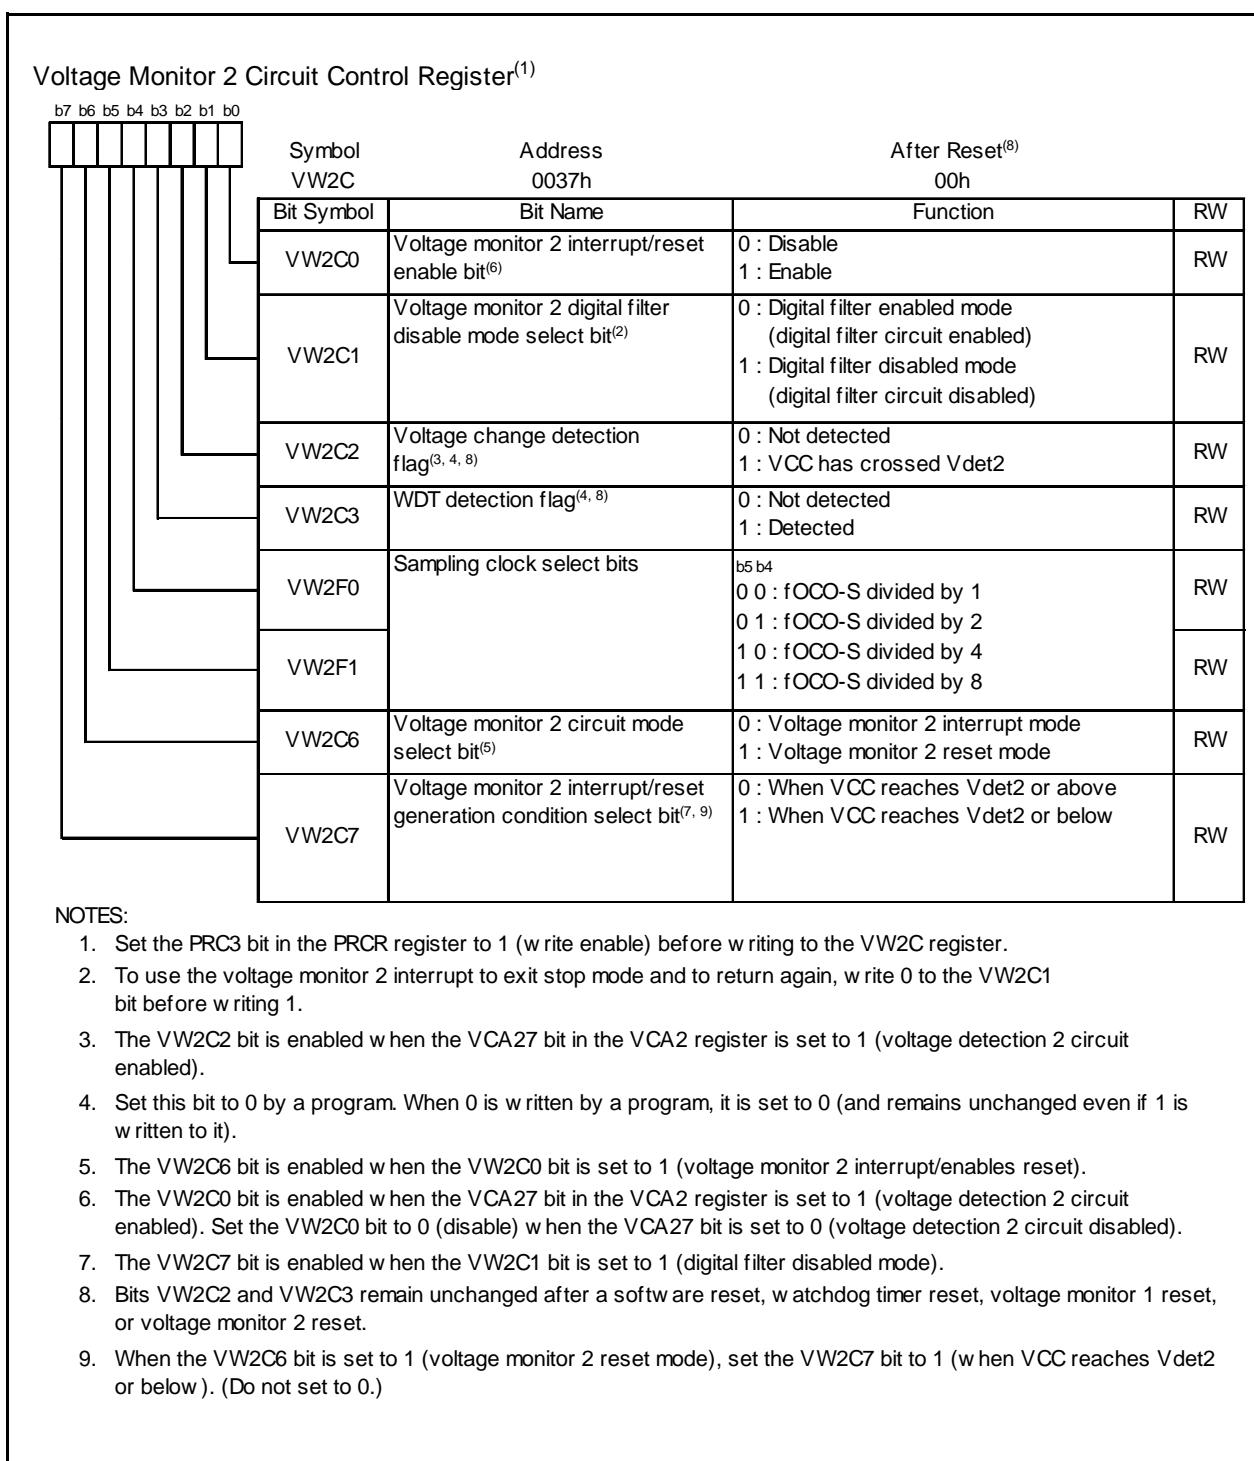 Voltage Monitor 2 Circuit Control Register(1)
b7 b6 b5 b4 b3 b2 b1 b0
Symbol Address After Reset(8)
VW2C 0037h 00h
Bit Symbol Bit Name Function RW
VW2C0 Voltage monitor 2 interrupt/reset 0 : Disable RW
enable bit(6) 1 : Enable
VW2C1 Voltage monitor 2 digital filter 0 : Digital filter enabled mode RW
disable mode select bit(2) (digital filter circuit enabled)
1 : Digital filter disabled mode
(digital filter circuit disabled)
VW2C2 Voltage change detection 0 : Not detected RW
flag(3, 4, 8) 1 : VCC has crossed Vdet2
VW2C3 WDT detection flag(4, 8) 0 : Not detected RW
1 : Detected
VW2F0 Sampling clock select bits b5 b4 RW
0 0 : fOCO-S divided by 1
0 1 : fOCO-S divided by 2
VW2F1 1 0 : fOCO-S divided by 4 RW
1 1 : fOCO-S divided by 8
VW2C6 Voltage monitor 2 circuit mode 0 : Voltage monitor 2 interrupt mode RW
select bit(5) 1 : Voltage monitor 2 reset mode
VW2C7 Voltage monitor 2 interrupt/reset 0 : When VCC reaches Vdet2 or above RW
generation condition select bit(7, 9) 1 : When VCC reaches Vdet2 or below
NOTES:
1. Set the PRC3 bit in the PRCR register to 1 (write enable) before writing to the VW2C register.
2. To use the voltage monitor 2 interrupt to exit stop mode and to return again, write 0 to the VW2C1
bit before writing 1.
3. The VW2C2 bit is enabled when the VCA27 bit in the VCA2 register is set to 1 (voltage detection 2 circuit
enabled).
4. Set this bit to 0 by a program. When 0 is written by a program, it is set to 0 (and remains unchanged even if 1 is
written to it).
5. The VW2C6 bit is enabled when the VW2C0 bit is set to 1 (voltage monitor 2 interrupt/enables reset).
6. The VW2C0 bit is enabled when the VCA27 bit in the VCA2 register is set to 1 (voltage detection 2 circuit
enabled). Set the VW2C0 bit to 0 (disable) when the VCA27 bit is set to 0 (voltage detection 2 circuit disabled).
7. The VW2C7 bit is enabled when the VW2C1 bit is set to 1 (digital filter disabled mode).
8. Bits VW2C2 and VW2C3 remain unchanged after a software reset, watchdog timer reset, voltage monitor 1 reset,
or voltage monitor 2 reset.
9. When the VW2C6 bit is set to 1 (voltage monitor 2 reset mode), set the VW2C7 bit to 1 (when VCC reaches Vdet2
or below). (Do not set to 0.)